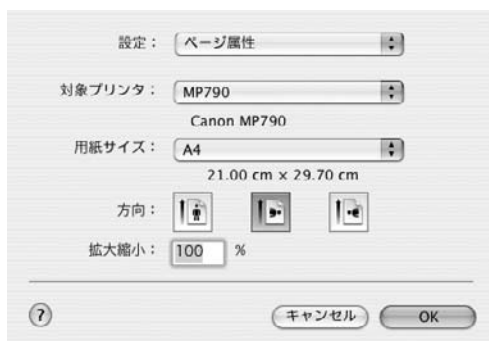 設定： ページ属性
対象プリンタ： MP790
Canon MP790
用紙サイズ： A4
21.00 cm × 29.70 cm
方向：
拡大縮小： 100 %
? キャンセル OK